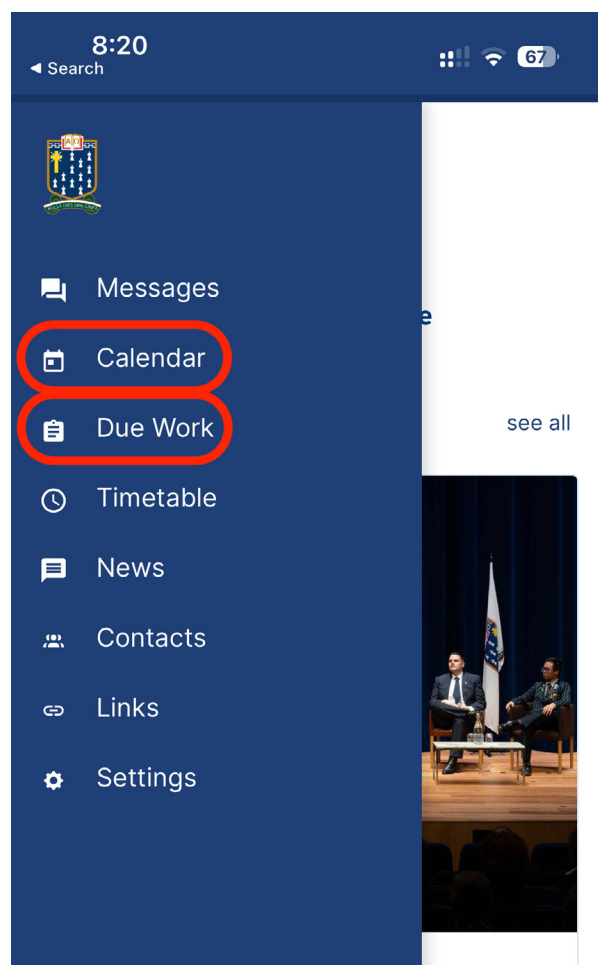 8:20
◀ Search
67
Messages
e
Calendar
Due Work
see all
Timetable
News
Contacts
Links
Settings